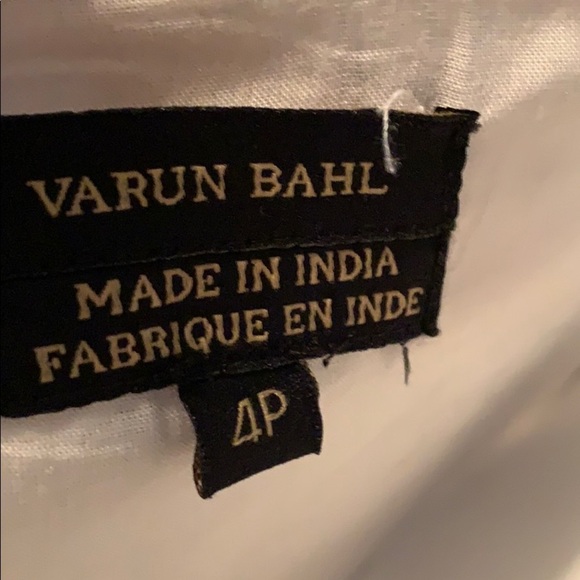 VARUN BAHL
MADE IN INDIA
FABRIQUE EN INDE
4P